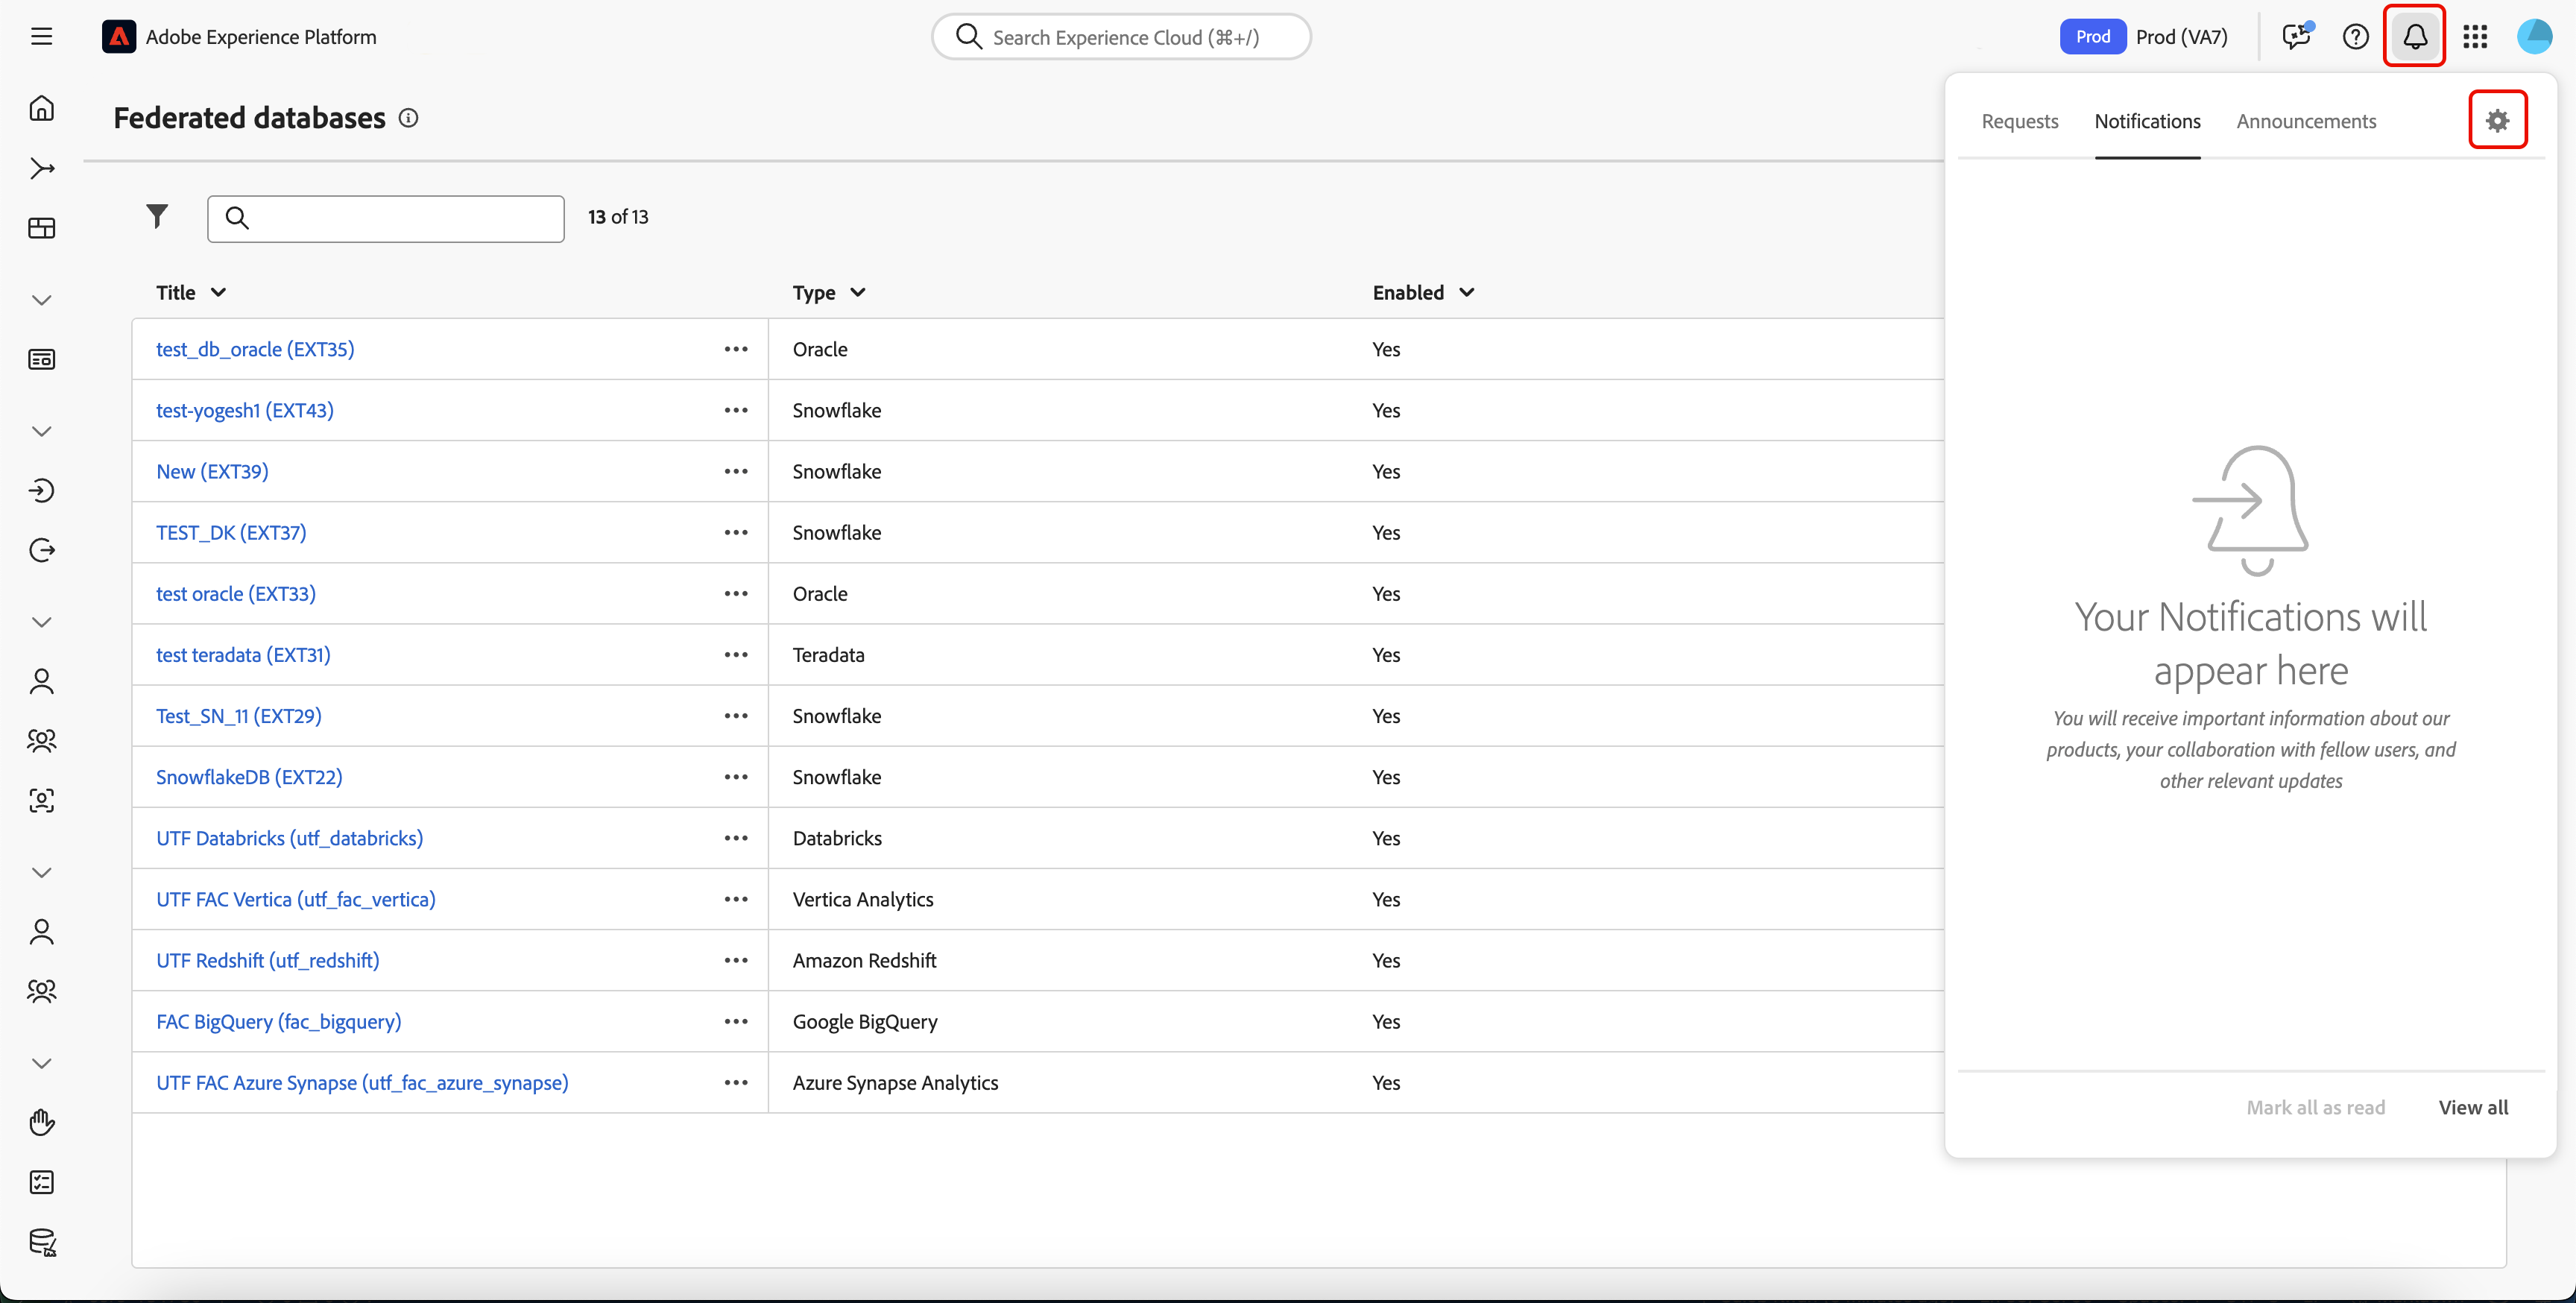 Adobe Experience Platform
Search Experience Cloud (⌘+/)
Prod
Prod (VA7)
Federated databases
Requests
Notifications
Announcements
13 of 13
Title
Type
Enabled
test_db_oracle (EXT35)
Oracle
Yes
test-yogesh1 (EXT43)
Snowflake
Yes
New (EXT39)
Snowflake
Yes
TEST_DK (EXT37)
Snowflake
Yes
test oracle (EXT33)
Oracle
Yes
test teradata (EXT31)
Teradata
Yes
Test_SN_11 (EXT29)
Snowflake
Yes
SnowflakeDB (EXT22)
Snowflake
Yes
UTF Databricks (utf_databricks)
Databricks
Yes
UTF FAC Vertica (utf_fac_vertica)
Vertica Analytics
Yes
UTF Redshift (utf_redshift)
Amazon Redshift
Yes
FAC BigQuery (fac_bigquery)
Google BigQuery
Yes
UTF FAC Azure Synapse (utf_fac_azure_synapse)
Azure Synapse Analytics
Yes
Your Notifications will
appear here
You will receive important information about our
products, your collaboration with fellow users, and
other relevant updates
Mark all as read
View all